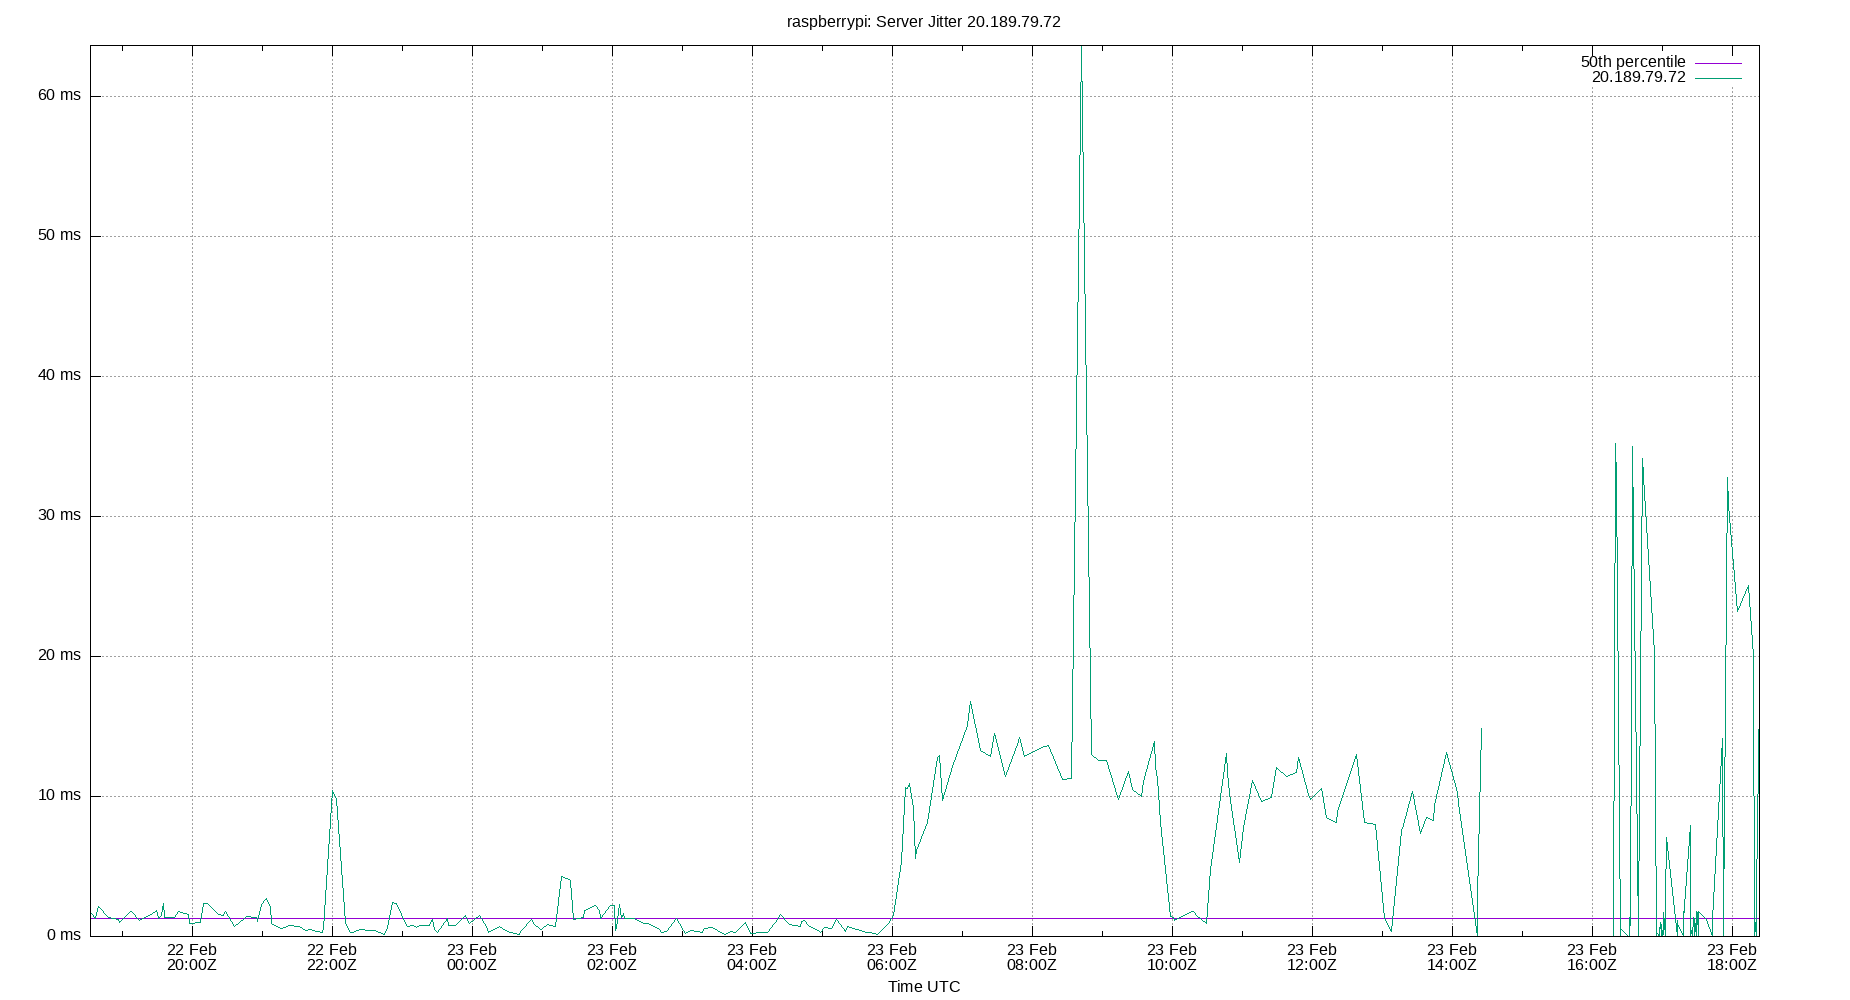 raspberrypi: Server Jitter 20.189.79.72
50th percentile
20.189.79.72
60 ms
50 ms
40 ms
30 ms
20 ms
10 ms
0 ms
22 Feb 22 Feb 23 Feb 23 Feb 23 Feb 23 Feb 23 Feb 23 Feb 23 Feb 23 Feb 23 Feb 23 Feb
20:00Z 22:00Z 00:00Z 02:00Z 04:00Z 06:00Z 08:00Z 10:00Z 12:00Z 14:00Z 16:00Z 18:00Z
Time UTC